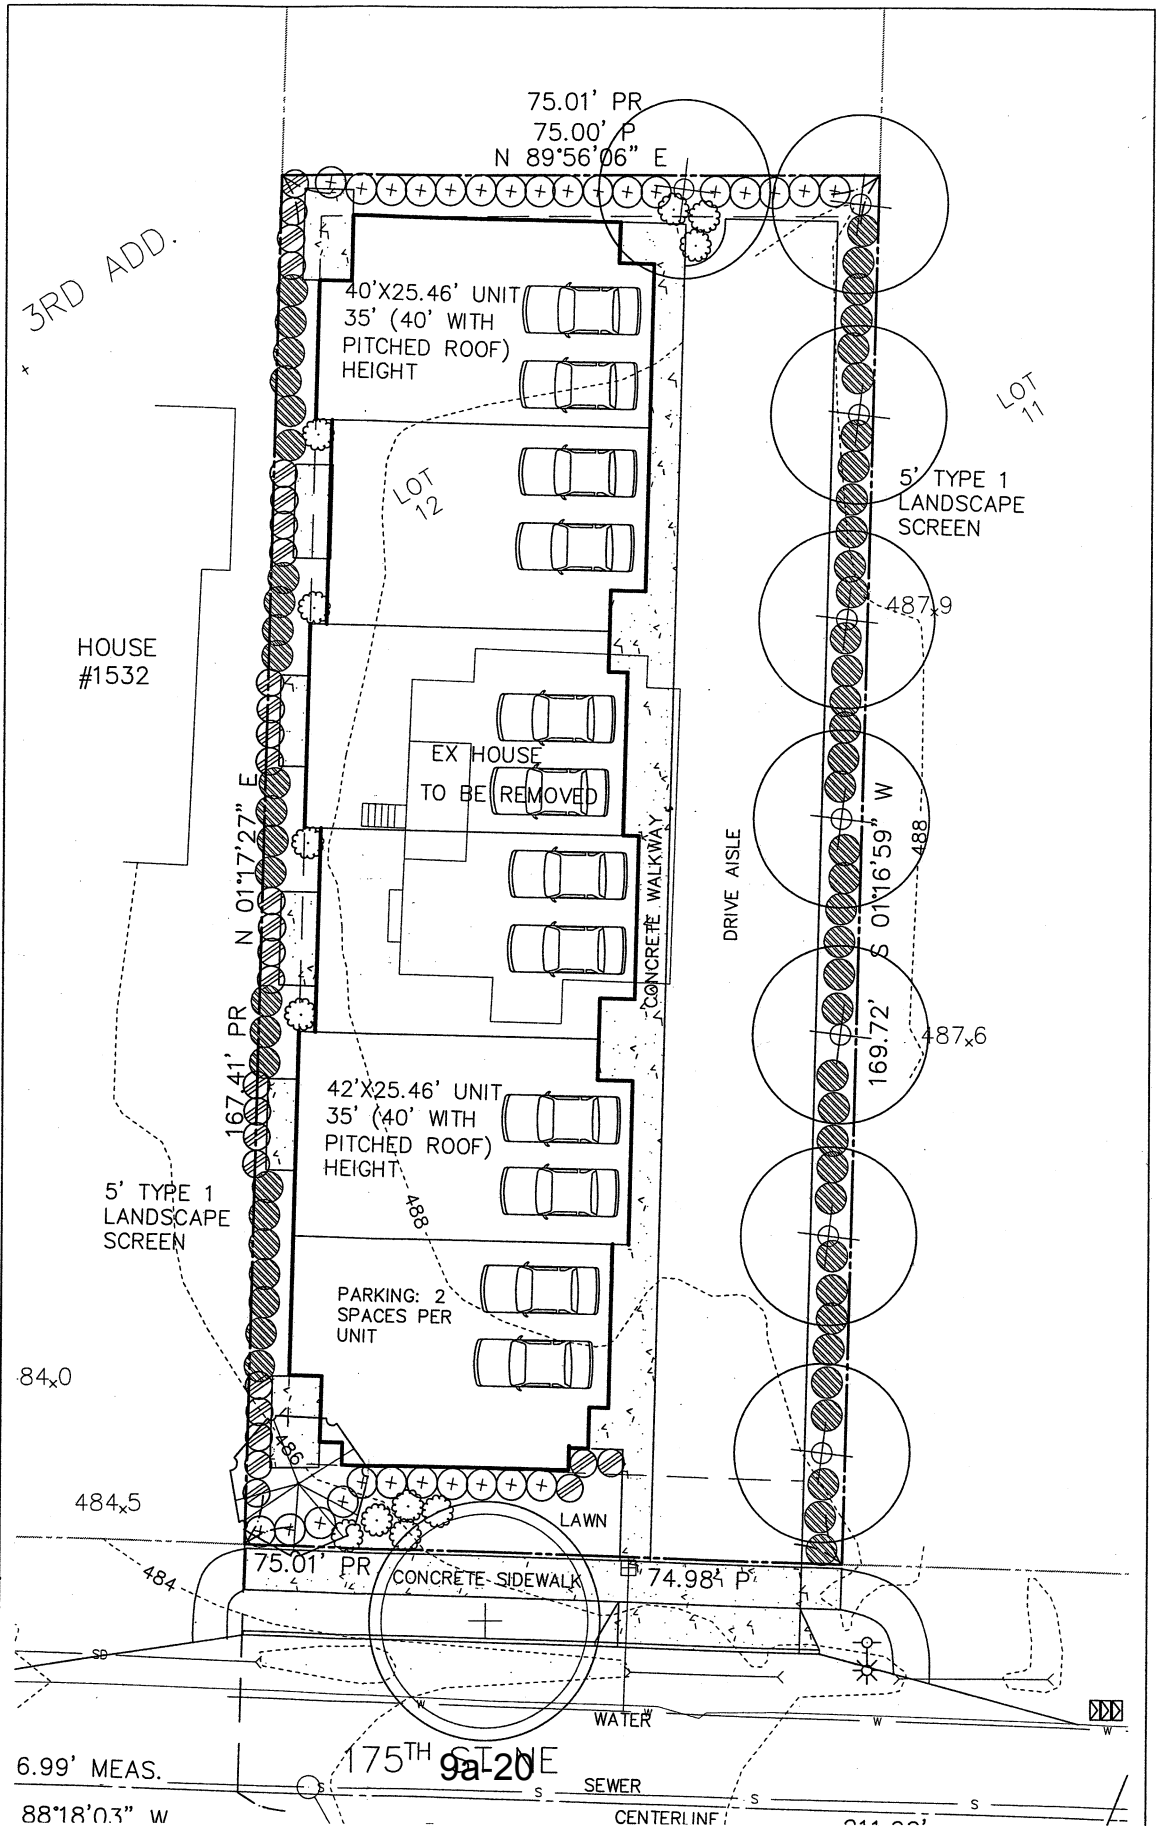 75.01' PR
75.00' P
N 89°56'06" E
3RD ADD.
40'X25.46' UNIT
35' (40' WITH
PITCHED ROOF)
HEIGHT
LOT
11
LOT
12
5' TYPE 1
LANDSCAPE
SCREEN
487x9
HOUSE
#1532
EX HOUSE
TO BE REMOVED
N 01°17'27" E
167.41' PR
CONCRETE WALKWAY
DRIVE AISLE
488
S 01°16'59" W
169.72'
487x6
42'X25.46' UNIT
35' (40' WITH
PITCHED ROOF)
HEIGHT
488
5' TYPE 1
LANDSCAPE
SCREEN
PARKING: 2
SPACES PER
UNIT
84x0
486
484x5
LAWN
75.01' PR
CONCRETE SIDEWALK
74.98' P
484
SD
W
W
WATER
W
W
175TH ST NE
9a-20
6.99' MEAS.
S
S
SEWER
S
S
88°18'03" W
CENTERLINE